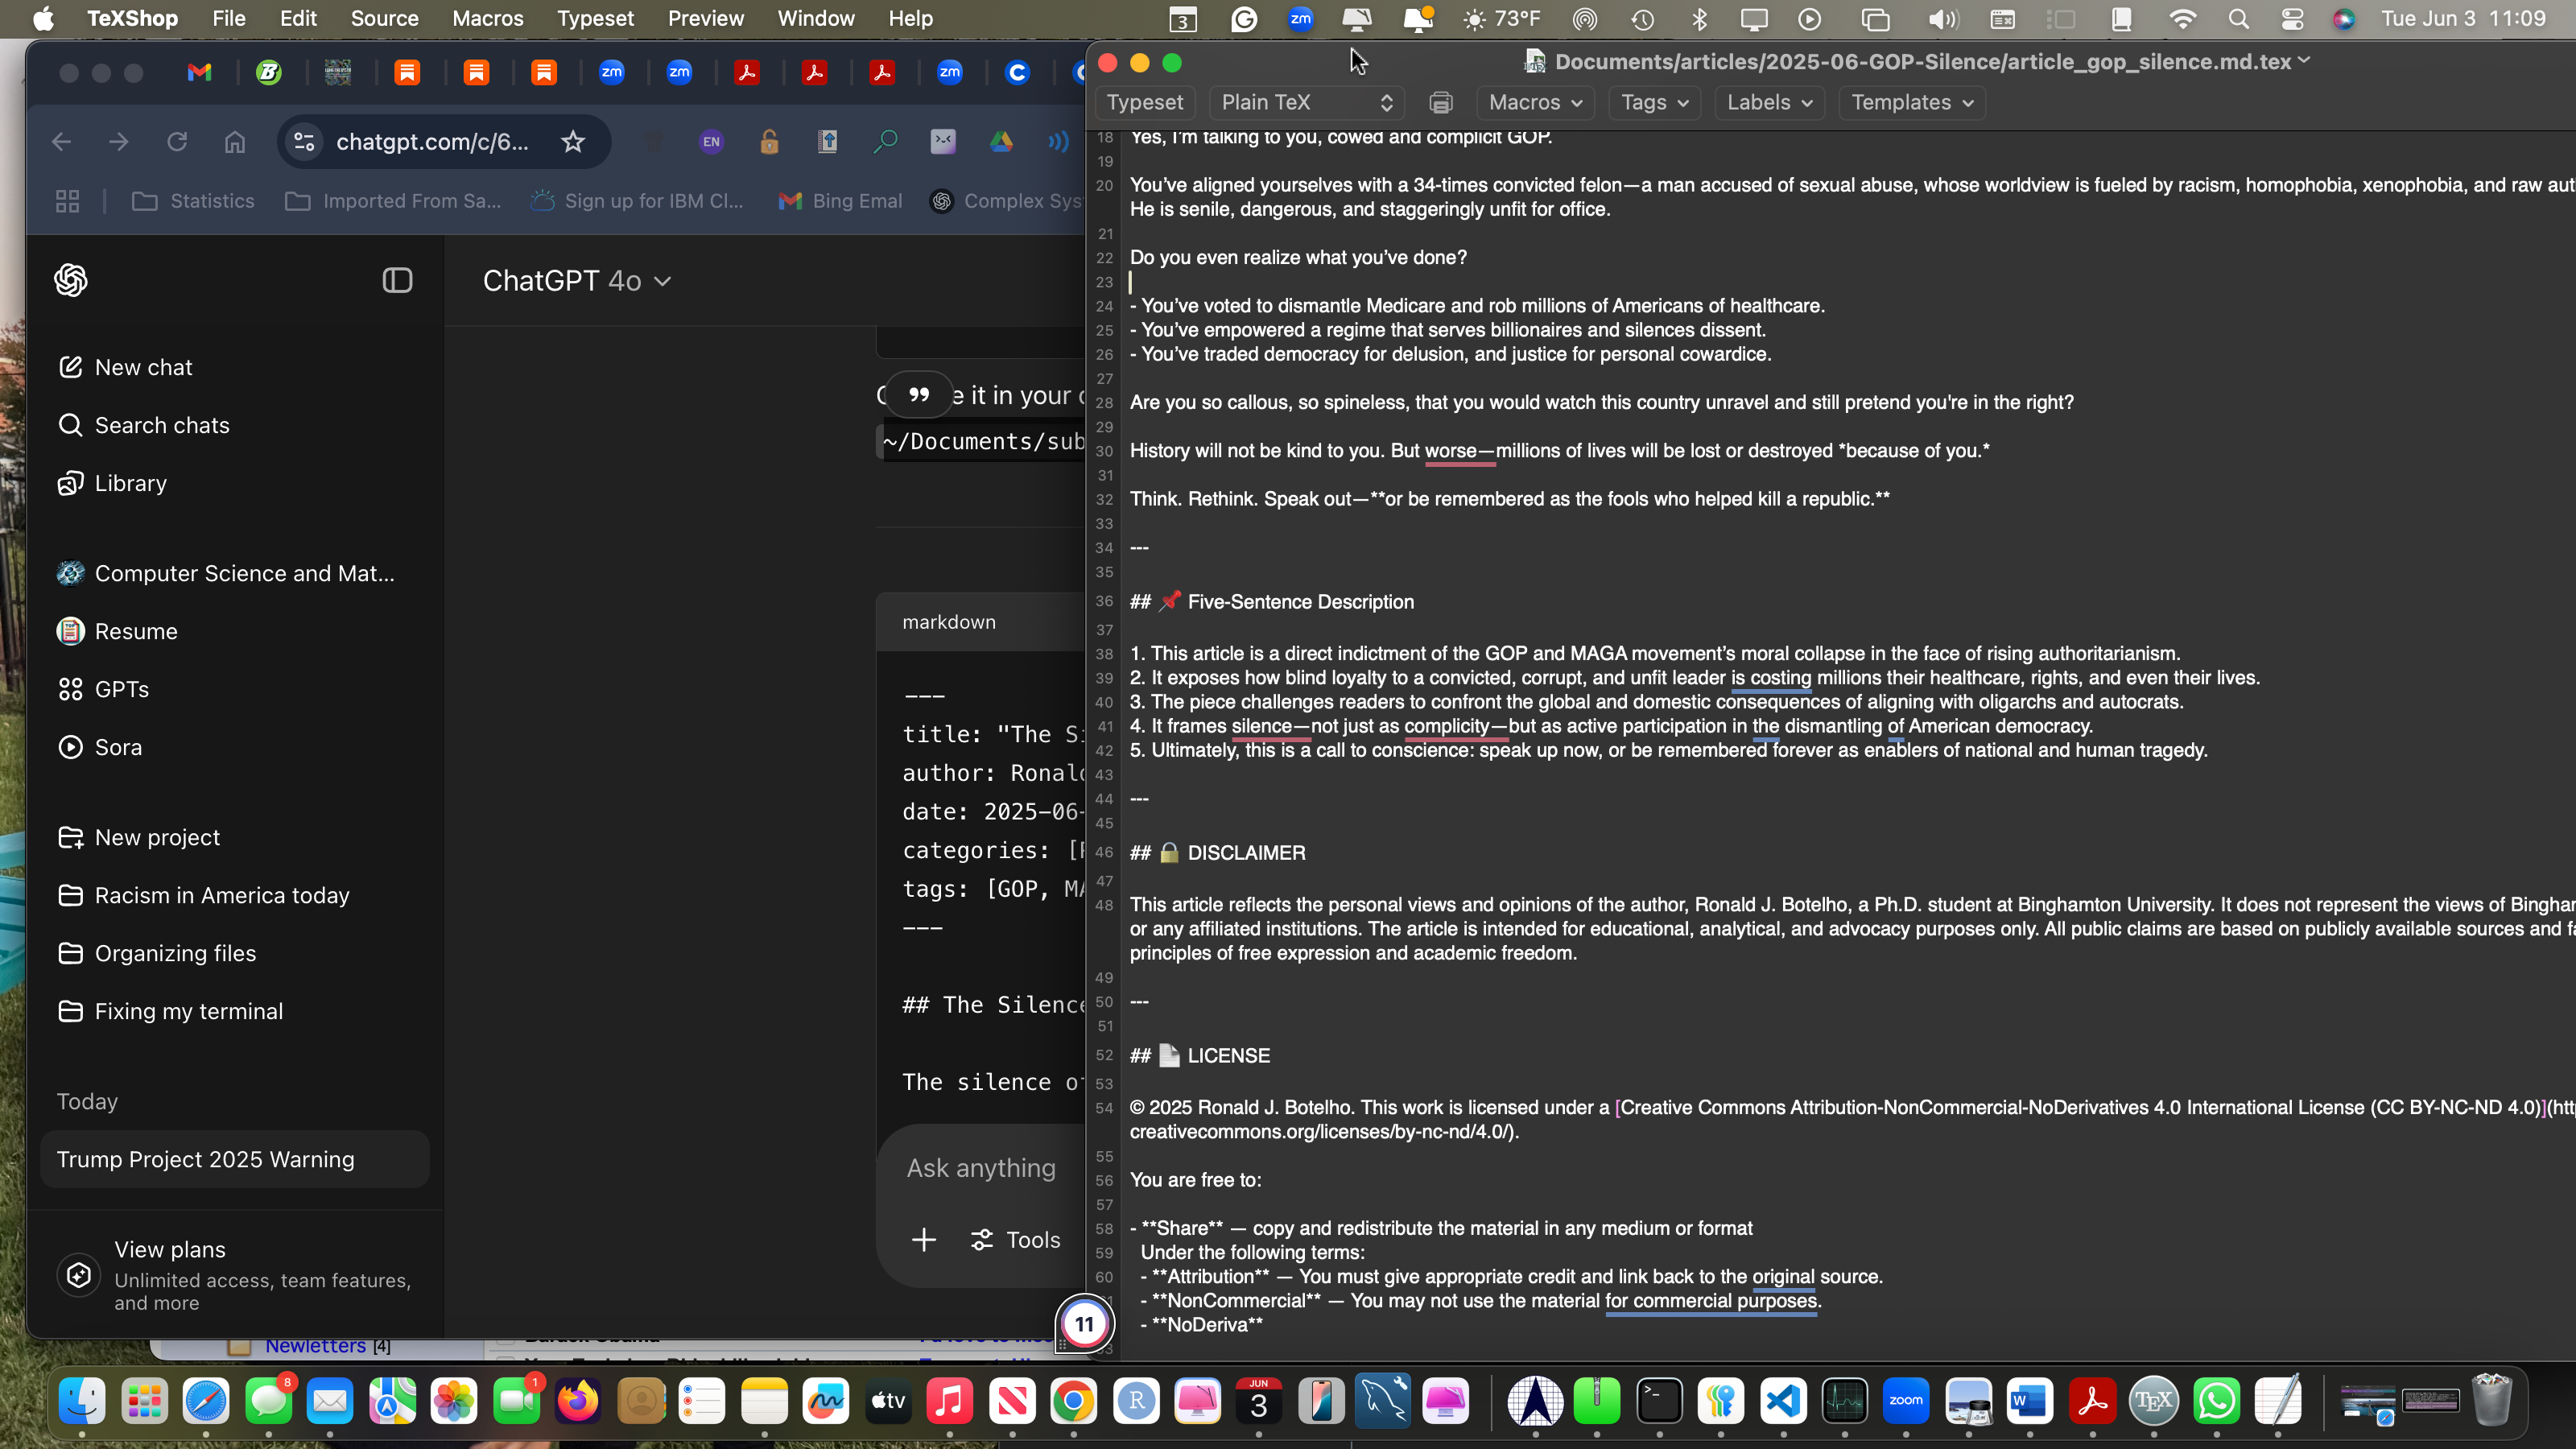 TeXShop File Edit Source Macros Typeset Preview Window Help
3 zm 73°F Tue Jun 3 11:09
zm zm zm
Documents/articles/2025-06-GOP-Silence/article_gop_silence.md.tex
Typeset Plain TeX Macros Tags Labels Templates
chatgpt.com/c/6...
EN
Statistics Imported From Sa... Sign up for IBM Cl... Bing Emal Complex Sys
ChatGPT 4o
New chat
Search chats
Library
Computer Science and Mat...
Resume
GPTs
Sora
New project
Racism in America today
Organizing files
Fixing my terminal
Today
Trump Project 2025 Warning
View plans
Unlimited access, team features,
and more
e it in your
~/Documents/sub
markdown
---
title: "The Si
author: Ronald
date: 2025-06-
categories: [
tags: [GOP, MA
---
## The Silence
The silence of
Ask anything
Tools
11
18 Yes, I'm talking to you, cowed and complicit GOP.
19
20 You've aligned yourselves with a 34-times convicted felon—a man accused of sexual abuse, whose worldview is fueled by racism, homophobia, xenophobia, and raw aut
He is senile, dangerous, and staggeringly unfit for office.
21
22 Do you even realize what you've done?
23
24 - You've voted to dismantle Medicare and rob millions of Americans of healthcare.
25 - You've empowered a regime that serves billionaires and silences dissent.
26 - You've traded democracy for delusion, and justice for personal cowardice.
27
28 Are you so callous, so spineless, that you would watch this country unravel and still pretend you're in the right?
29
30 History will not be kind to you. But worse—millions of lives will be lost or destroyed *because of you.*
31
32 Think. Rethink. Speak out—**or be remembered as the fools who helped kill a republic.**
33
34 ---
35
36 ## 📌 Five-Sentence Description
37
38 1. This article is a direct indictment of the GOP and MAGA movement's moral collapse in the face of rising authoritarianism.
39 2. It exposes how blind loyalty to a convicted, corrupt, and unfit leader is costing millions their healthcare, rights, and even their lives.
40 3. The piece challenges readers to confront the global and domestic consequences of aligning with oligarchs and autocrats.
41 4. It frames silence—not just as complicity—but as active participation in the dismantling of American democracy.
42 5. Ultimately, this is a call to conscience: speak up now, or be remembered forever as enablers of national and human tragedy.
43
44 ---
45
46 ## 🔒 DISCLAIMER
47
48 This article reflects the personal views and opinions of the author, Ronald J. Botelho, a Ph.D. student at Binghamton University. It does not represent the views of Bingham
or any affiliated institutions. The article is intended for educational, analytical, and advocacy purposes only. All public claims are based on publicly available sources and fa
principles of free expression and academic freedom.
49
50 ---
51
52 ## 📄 LICENSE
53
54 © 2025 Ronald J. Botelho. This work is licensed under a [Creative Commons Attribution-NonCommercial-NoDerivatives 4.0 International License (CC BY-NC-ND 4.0)](http
creativecommons.org/licenses/by-nc-nd/4.0/).
55
56 You are free to:
57
58 - **Share** — copy and redistribute the material in any medium or format
59 Under the following terms:
60 - **Attribution** — You must give appropriate credit and link back to the original source.
61 - **NonCommercial** — You may not use the material for commercial purposes.
- **NoDeriva**
Newletters [4]
8 1 tv JUN 3 R zoom W TEX